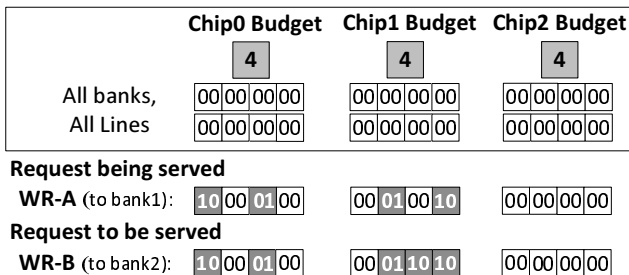 Chip0 Budget Chip1 Budget Chip2 Budget
4 4 4
All banks, 00 00 00 00 00 00 00 00 00 00 00 00
All Lines 00 00 00 00 00 00 00 00 00 00 00 00
Request being served
WR-A (to bank1): 10 00 01 00 00 01 00 10 00 00 00 00
Request to be served
WR-B (to bank2): 10 00 01 00 00 01 10 10 00 00 00 00